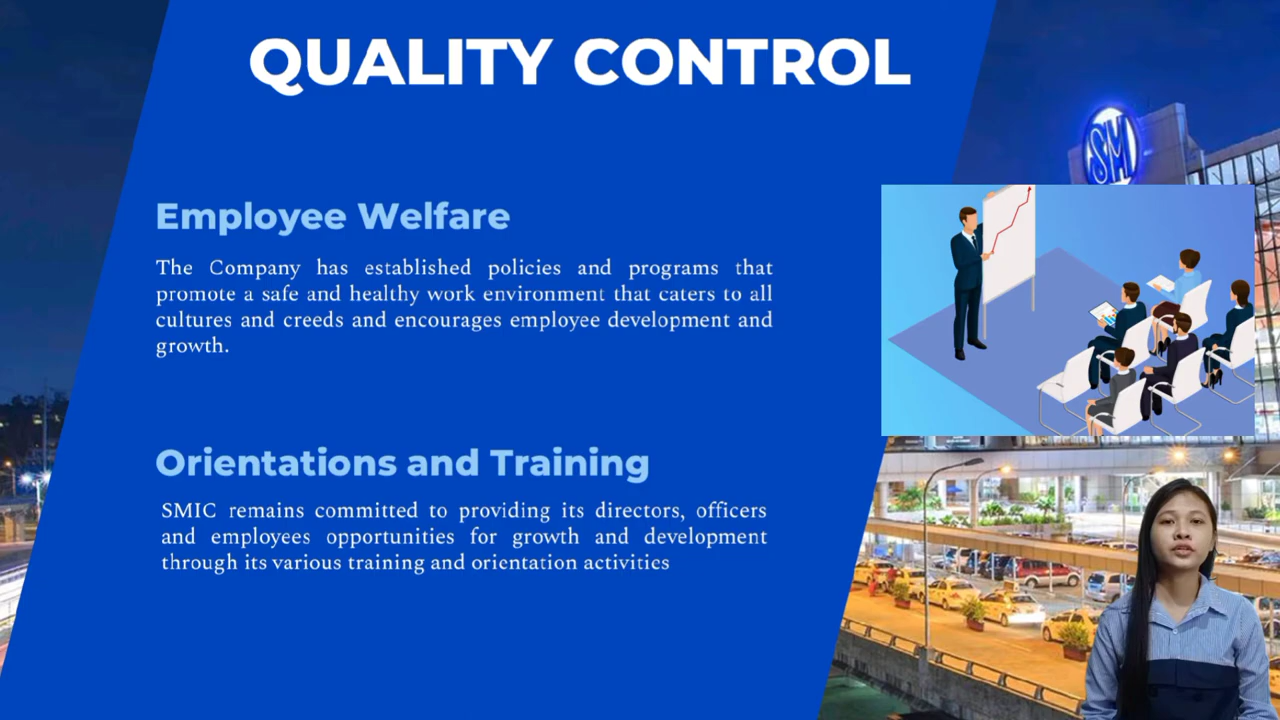 QUALITY CONTROL
SM
Employee Welfare
The Company has established policies and programs that
promote a safe and healthy work environment that caters to all
cultures and creeds and encourages employee development and
growth.
Orientations and Training
SMIC remains committed to providing its directors, officers
and employees opportunities for growth and development
through its various training and orientation activities